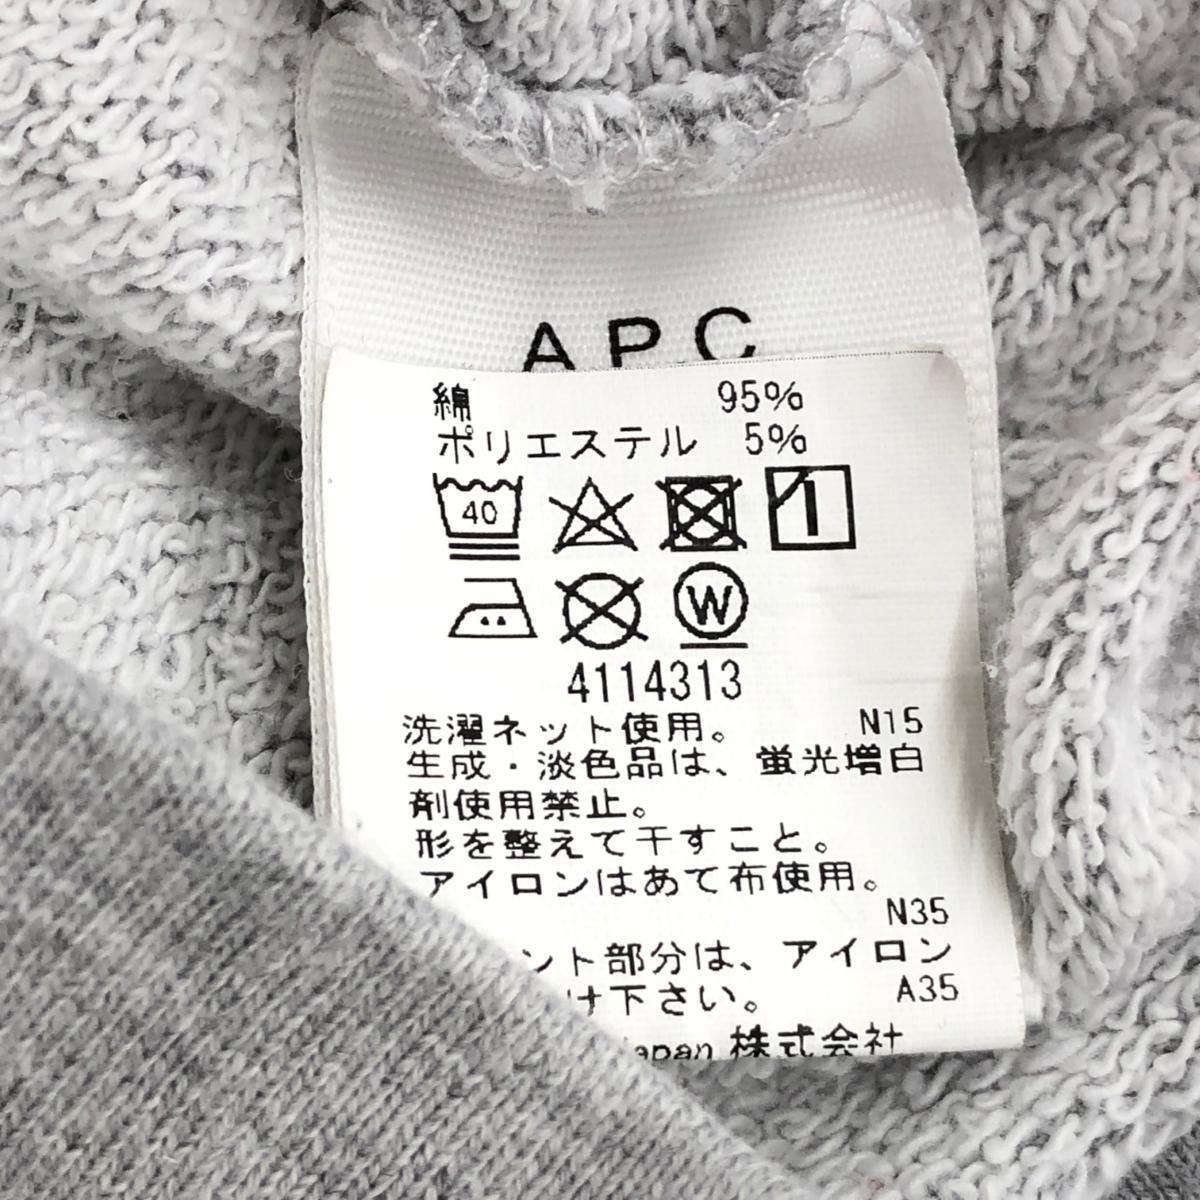 APC
綿 95%
ポリエステル 5%
40
W
4114313
洗濯ネット使用。 N15
生成・淡色品は、蛍光増白
剤使用禁止。
形を整えて干すこと。
アイロンはあて布使用。
N35
ント部分は、アイロン
け下さい。 A35
apan 株式会社